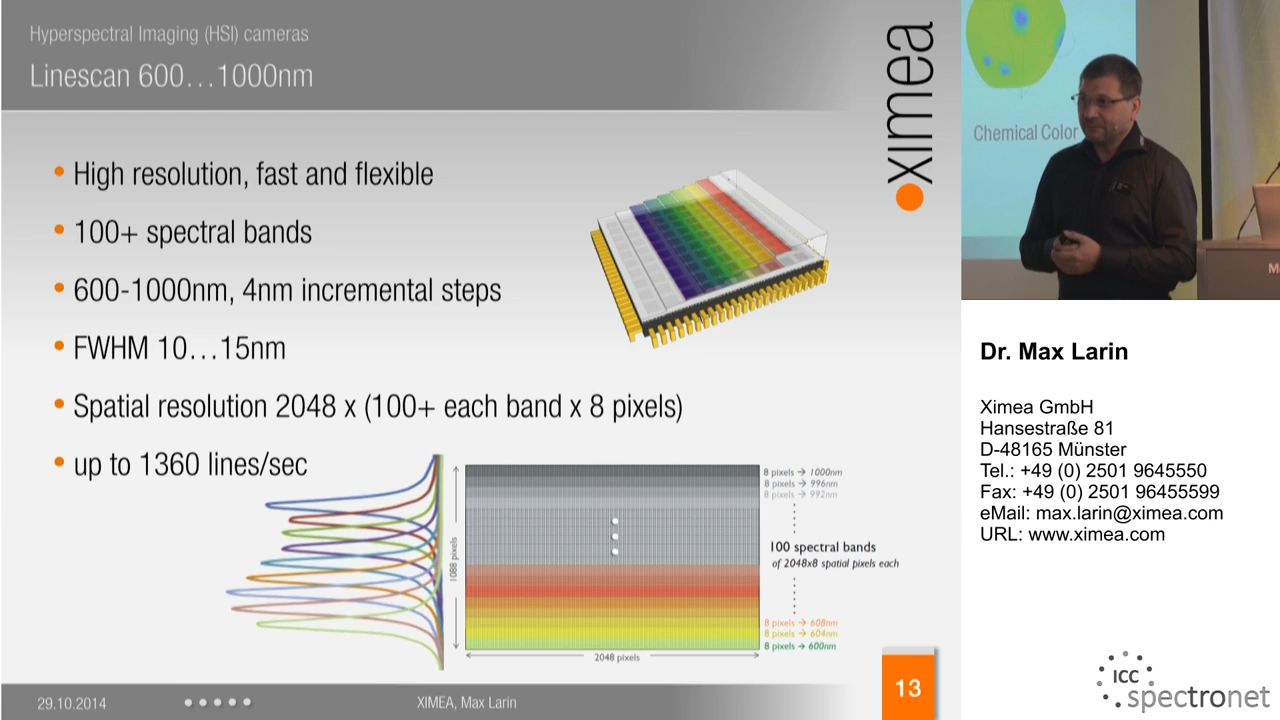 Hyperspectral Imaging (HSI) cameras
Linescan 600...1000nm
ximea
• High resolution, fast and flexible
• 100+ spectral bands
• 600-1000nm, 4nm incremental steps
• FWHM 10...15nm
• Spatial resolution 2048 x (100+ each band x 8 pixels)
• up to 1360 lines/sec
8 pixels → 1000nm
8 pixels → 996nm
8 pixels → 992nm
1088 pixels
100 spectral bands
of 2048x8 spatial pixels each
8 pixels → 608nm
8 pixels → 604nm
8 pixels → 600nm
2048 pixels
29.10.2014
XIMEA, Max Larin
13
Chemical Color
M
Dr. Max Larin
Ximea GmbH
Hansestraße 81
D-48165 Münster
Tel.: +49 (0) 2501 9645550
Fax: +49 (0) 2501 96455599
eMail: max.larin@ximea.com
URL: www.ximea.com
ICC
spectronet